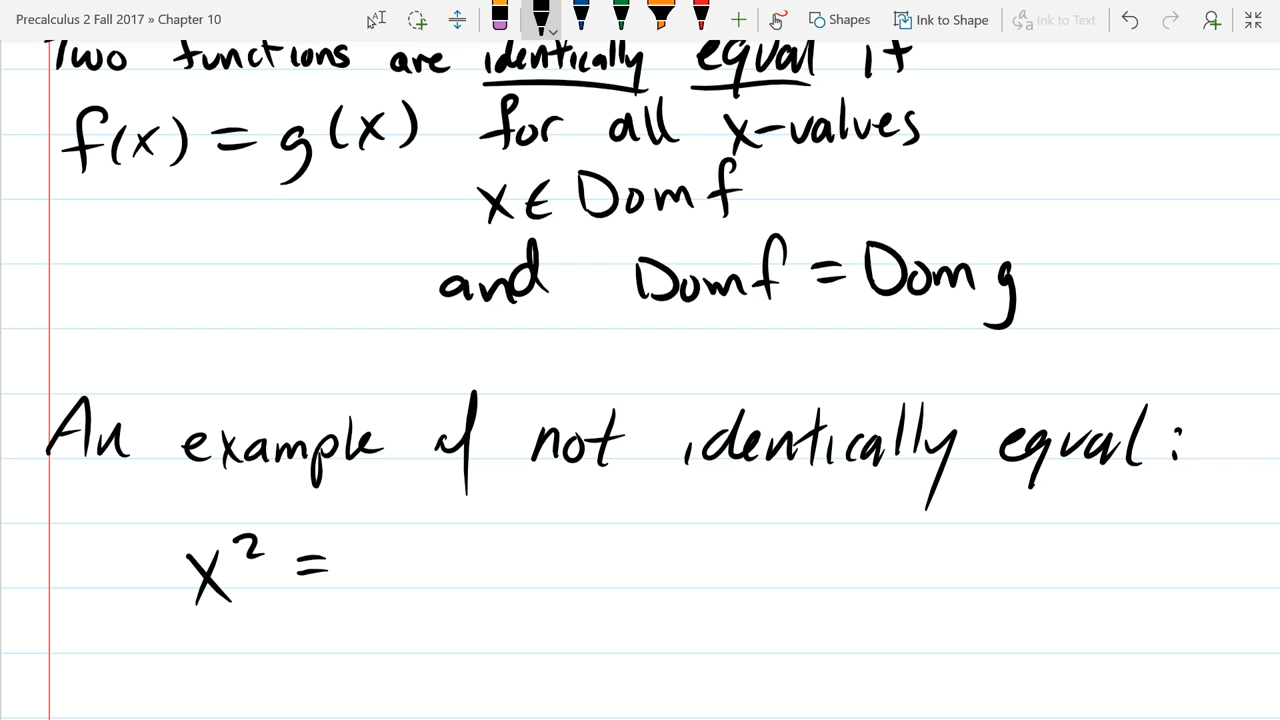 Precalculus 2 Fall 2017 » Chapter 10
Shapes
Ink to Shape
Ink to Text
Two functions are identically equal if
f(x) = g(x) for all x-values
x ∈ Dom f
and Dom f = Dom g
An example of not identically equal:
x² =